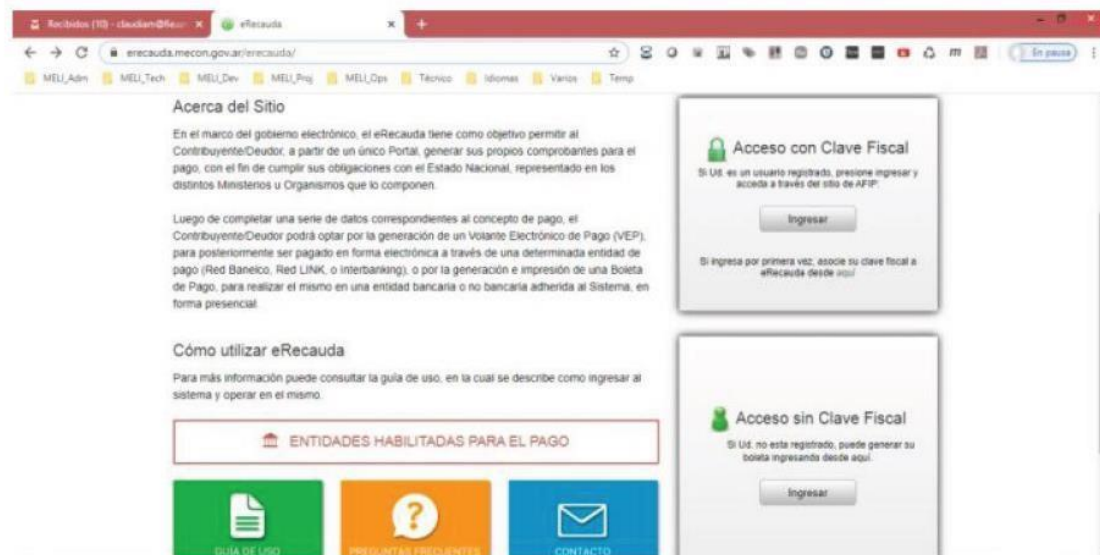 Recibidos (10) - claudiam@fie
eRecauda
erecauda.mecon.gov.ar/erecauda/
En pausa
MELI_Adm MELI_Tech MELI_Dev MELI_Proj MELI_Ops Técnico Idiomas Varios Temp
Acerca del Sitio
En el marco del gobierno electrónico, el eRecauda tiene como objetivo permitir al
Contribuyente/Deudor, a partir de un único Portal, generar sus propios comprobantes para el
pago, con el fin de cumplir sus obligaciones con el Estado Nacional, representado en los
distintos Ministerios u Organismos que lo componen.
Luego de completar una serie de datos correspondientes al concepto de pago, el
Contribuyente/Deudor podrá optar por la generación de un Volante Electrónico de Pago (VEP),
para posteriormente ser pagado en forma electrónica a través de una determinada entidad de
pago (Red Banelco, Red LINK, o Interbanking), o por la generación e impresión de una Boleta
de Pago, para realizar el mismo en una entidad bancaria o no bancaria adherida al Sistema, en
forma presencial.
Cómo utilizar eRecauda
Para más información puede consultar la guía de uso, en la cual se describe como ingresar al
sistema y operar en el mismo.
ENTIDADES HABILITADAS PARA EL PAGO
GUÍA DE USO
PREGUNTAS FRECUENTES
CONTACTO
Acceso con Clave Fiscal
Si Ud. es un usuario registrado, presione ingresar y
acceda a través del sitio de AFIP.
Ingresar
Si ingresa por primera vez, asocie su clave fiscal a
eRecauda desde aquí
Acceso sin Clave Fiscal
Si Ud. no esta registrado, puede generar su
boleta ingresando desde aquí.
Ingresar